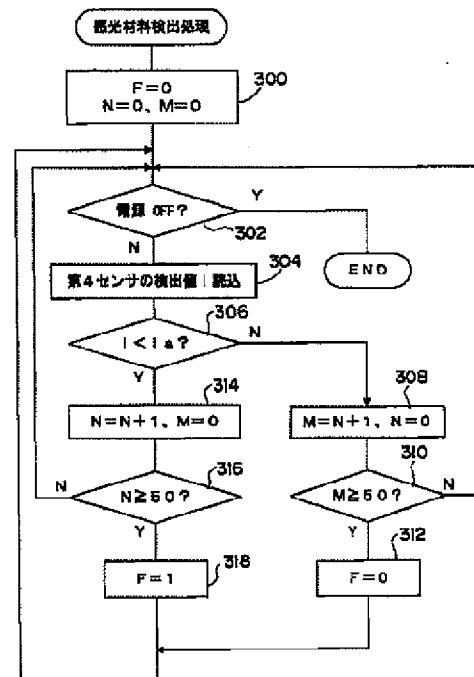 感光材料検出処理
F=0
N=0、M=0
300
電源 OFF?
Y
302
N
END
第4センサの検出値I読込
304
I<Ia?
306
N
Y
N=N+1、M=0
314
M=N+1、N=0
308
N≧50?
316
N
Y
M≧50?
310
N
Y
F=1
318
F=0
312